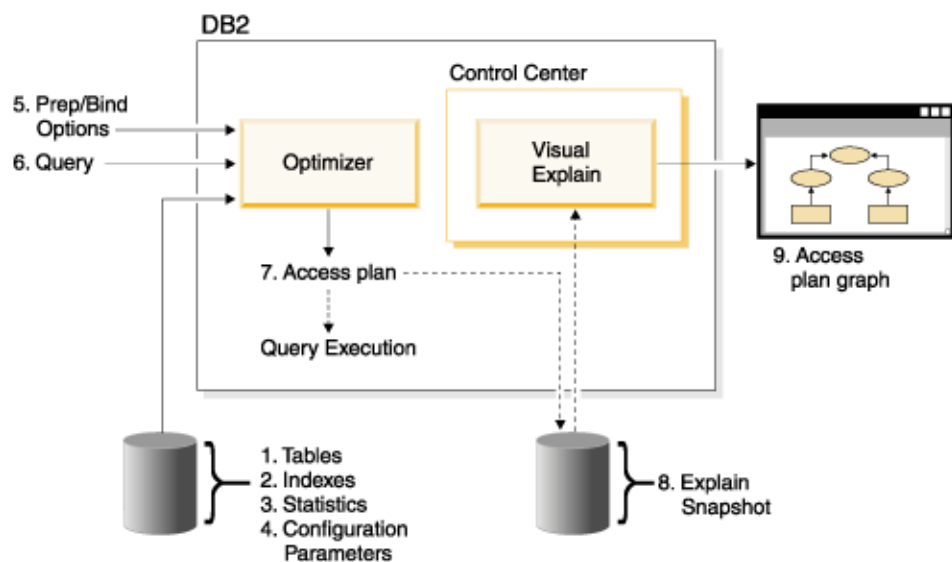 DB2
Control Center
5. Prep/Bind
Options
6. Query
Optimizer
Visual
Explain
7. Access plan
Query Execution
9. Access
plan graph
1. Tables
2. Indexes
3. Statistics
4. Configuration
Parameters
8. Explain
Snapshot